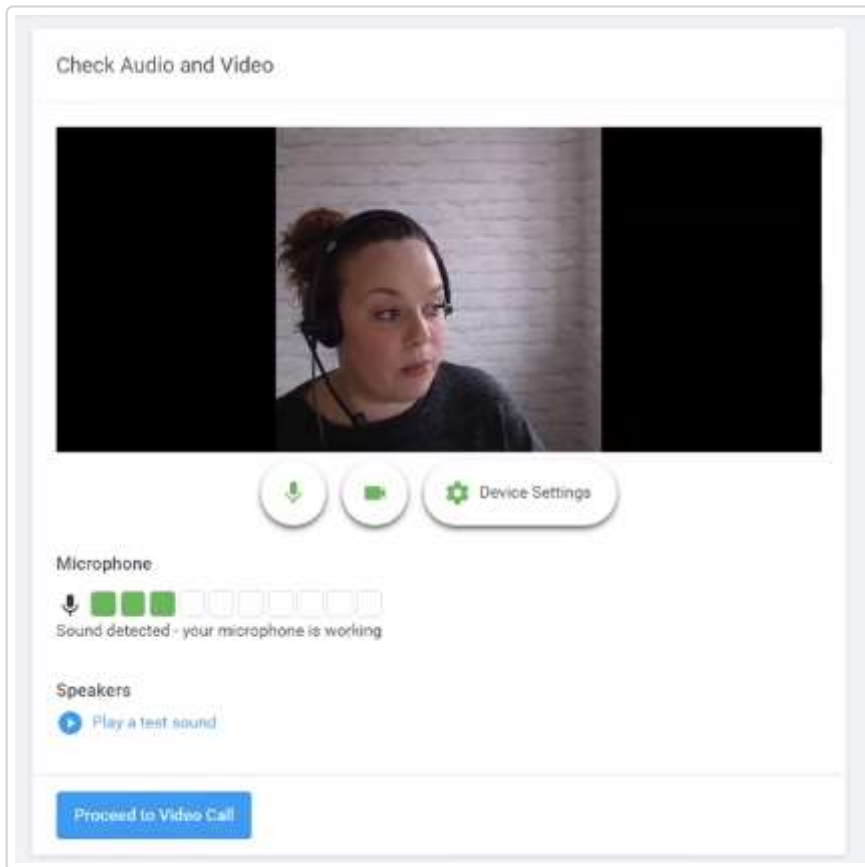 Check Audio and Video
Device Settings
Microphone
Sound detected - your microphone is working
Speakers
Play a test sound
Proceed to Video Call